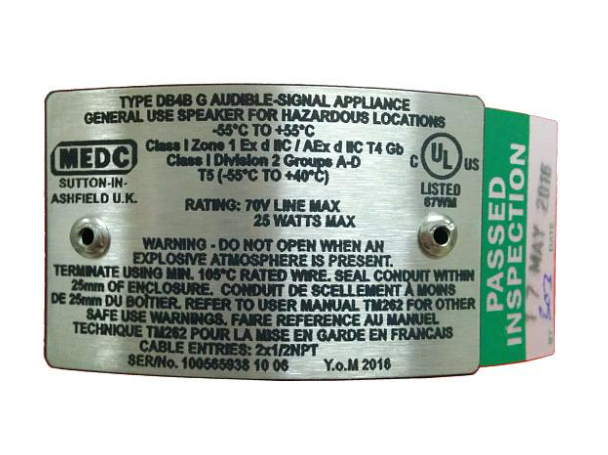 TYPE DB4B G AUDIBLE-SIGNAL APPLIANCE
GENERAL USE SPEAKER FOR HAZARDOUS LOCATIONS
-55°C TO +55°C
Class I Zone 1 Ex d IIC / AEx d IIC T4 Gb
Class I Division 2 Groups A-D
T5 (-55°C TO +40°C)
MEDC
SUTTON-IN-
ASHFIELD U.K.
C UL US
LISTED
67WM
RATING: 70V LINE MAX
25 WATTS MAX
WARNING - DO NOT OPEN WHEN AN
EXPLOSIVE ATMOSPHERE IS PRESENT.
TERMINATE USING MIN. 105°C RATED WIRE. SEAL CONDUIT WITHIN
25mm OF ENCLOSURE. CONDUIT DE SCELLEMENT À MOINS
DE 25mm DU BOÎTIER. REFER TO USER MANUAL TM262 FOR OTHER
SAFE USE WARNINGS. FAIRE REFERENCE AU MANUEL
TECHNIQUE TM262 POUR LA MISE EN GARDE EN FRANCAIS
CABLE ENTRIES: 2x1/2NPT
SER/No. 100565938 10 06 Y.o.M 2016
PASSED
INSPECTION
MAY 2016
BY DATE